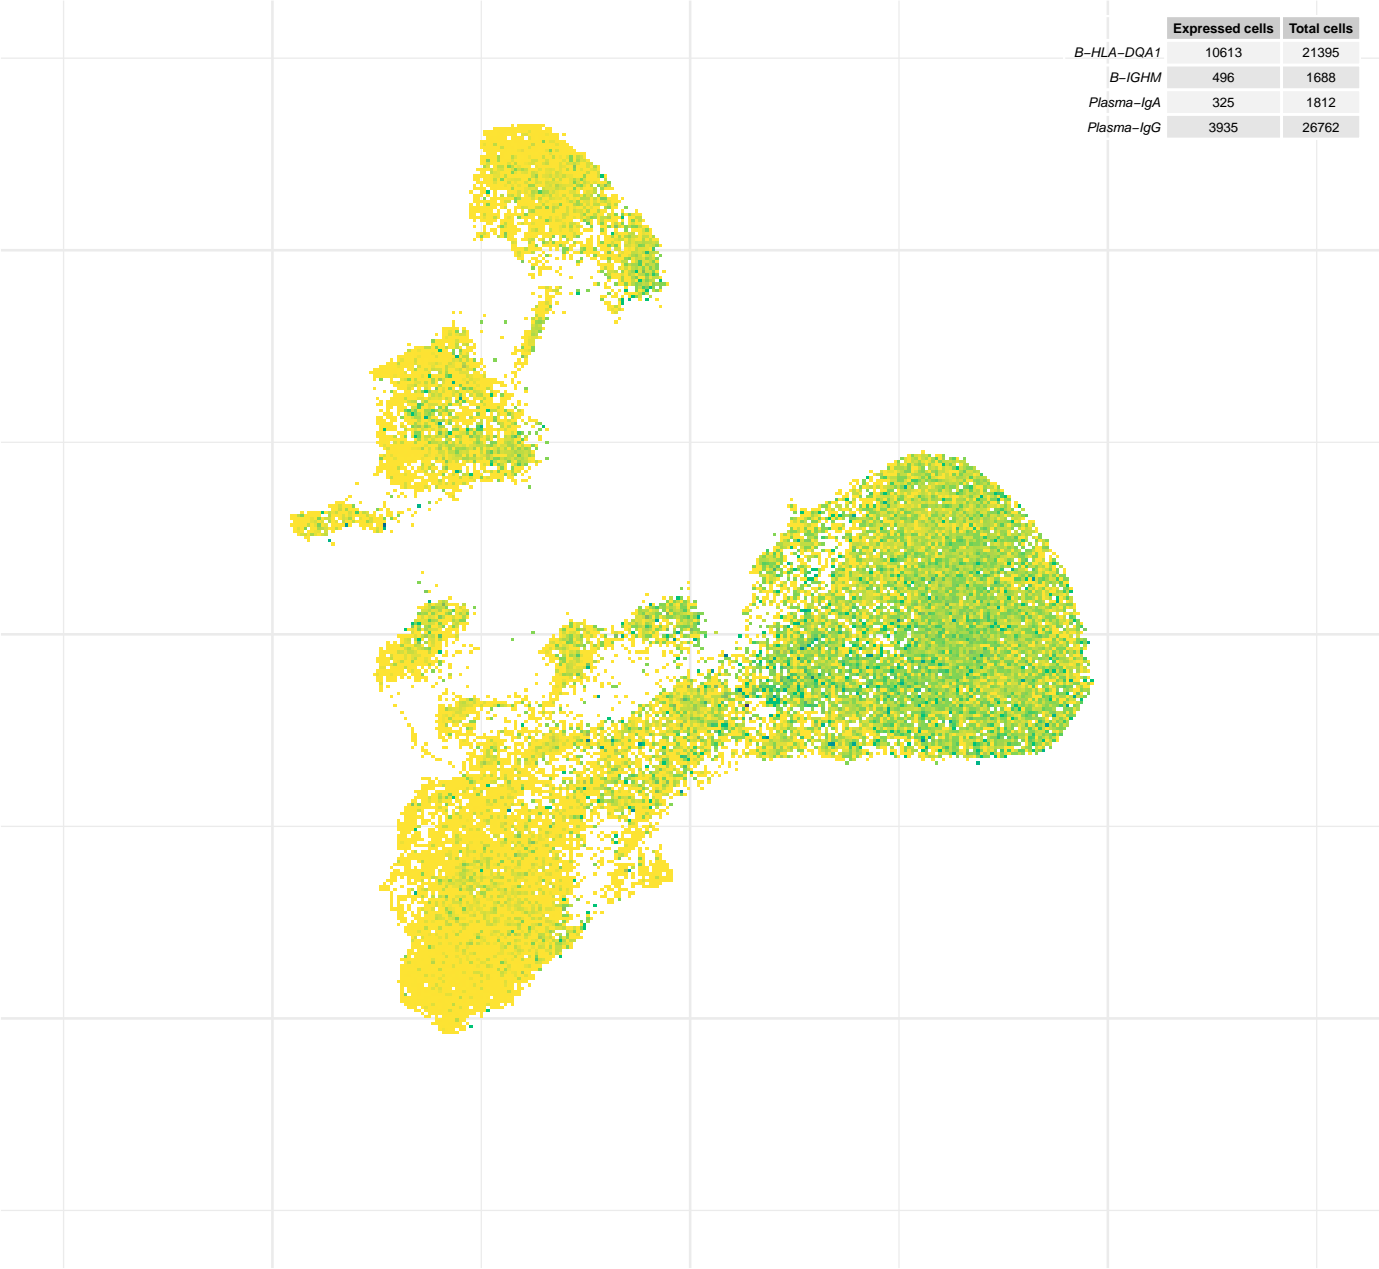 Expressed cells Total cells
B−HLA−DQA1 10613 21395
B−IGHM 496 1688
Plasma−IgA 325 1812
Plasma−IgG 3935 26762